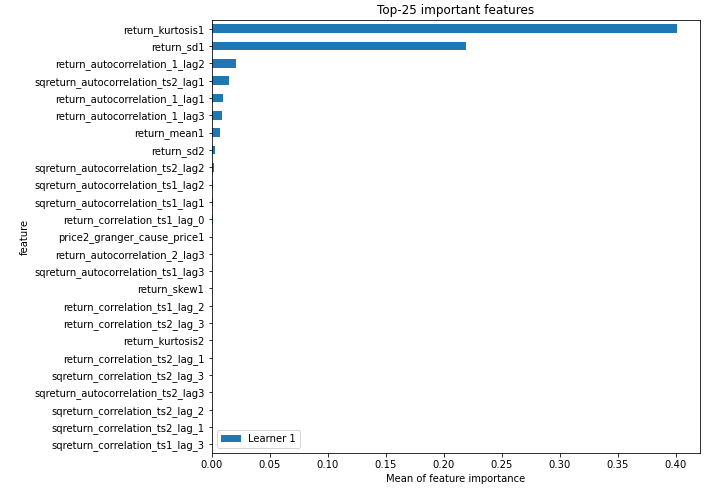 Top-25 important features
return_kurtosis1
return_sd1
return_autocorrelation_1_lag2
sqreturn_autocorrelation_ts2_lag1
return_autocorrelation_1_lag1
return_autocorrelation_1_lag3
return_mean1
return_sd2
sqreturn_autocorrelation_ts2_lag2
sqreturn_autocorrelation_ts1_lag2
sqreturn_autocorrelation_ts1_lag1
return_correlation_ts1_lag_0
price2_granger_cause_price1
return_autocorrelation_2_lag3
sqreturn_autocorrelation_ts1_lag3
return_skew1
return_correlation_ts1_lag_2
return_correlation_ts2_lag_3
return_kurtosis2
return_correlation_ts2_lag_1
sqreturn_correlation_ts2_lag_3
sqreturn_autocorrelation_ts2_lag3
sqreturn_correlation_ts2_lag_2
sqreturn_correlation_ts2_lag_1
sqreturn_correlation_ts1_lag_3
feature
Learner 1
0.00 0.05 0.10 0.15 0.20 0.25 0.30 0.35 0.40
Mean of feature importance